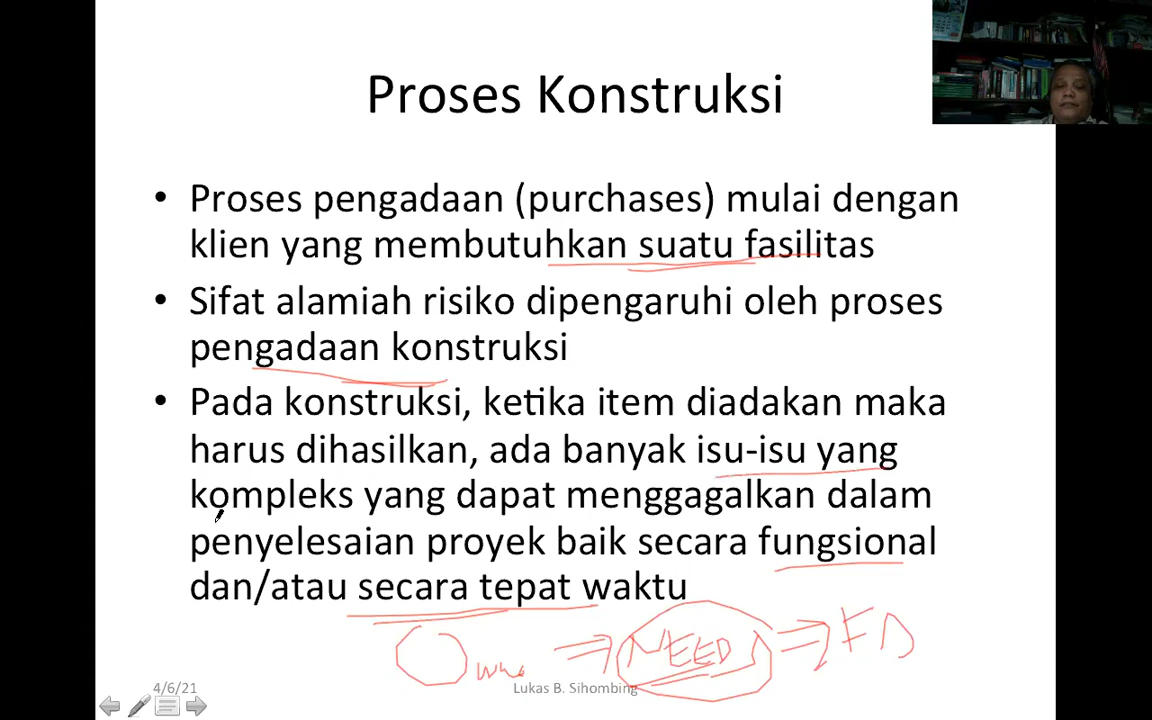 Proses Konstruksi
• Proses pengadaan (purchases) mulai dengan
klien yang membutuhkan suatu fasilitas
• Sifat alamiah risiko dipengaruhi oleh proses
pengadaan konstruksi
• Pada konstruksi, ketika item diadakan maka
harus dihasilkan, ada banyak isu-isu yang
kompleks yang dapat menggagalkan dalam
penyelesaian proyek baik secara fungsional
dan/atau secara tepat waktu
⇒ NEEDS ⇒
4/6/21
Lukas B. Sihombing